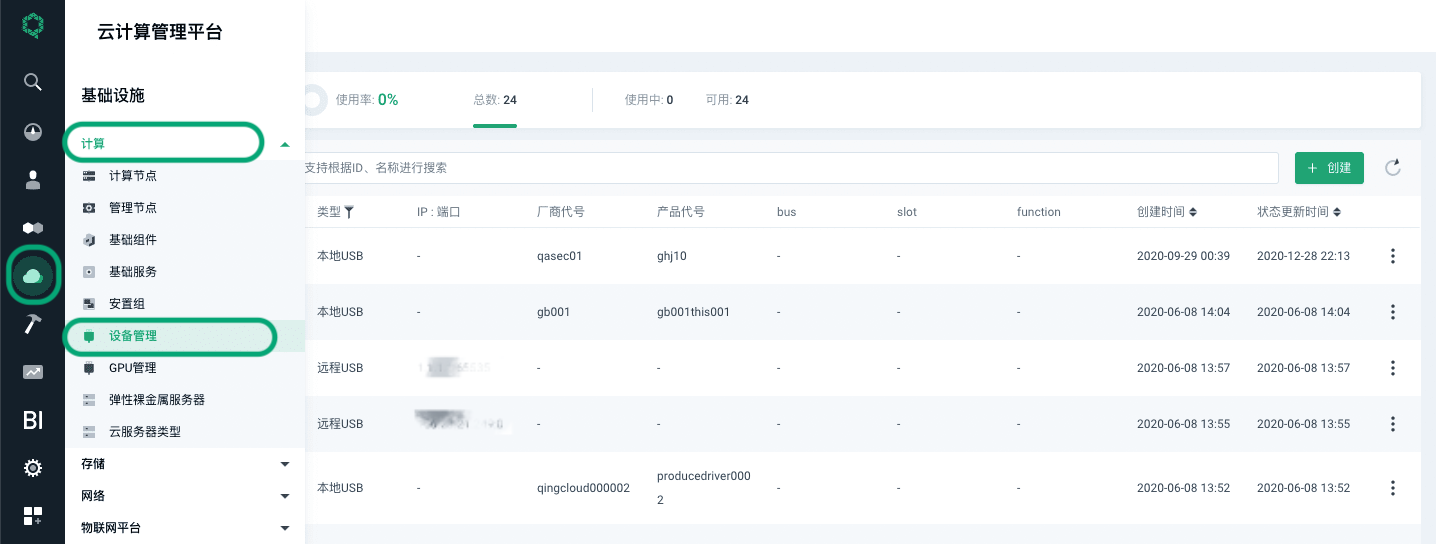 云计算管理平台
基础设施
计算
计算节点
管理节点
基础组件
基础服务
安置组
设备管理
GPU管理
弹性裸金属服务器
云服务器类型
存储
网络
物联网平台
BI
使用率: 0% 总数: 24 使用中: 0 可用: 24
支持根据ID、名称进行搜索 + 创建
类型 IP : 端口 厂商代号 产品代号 bus slot function 创建时间 状态更新时间
本地USB - qasec01 ghj10 - - - 2020-09-29 00:39 2020-12-28 22:13
本地USB - gb001 gb001this001 - - - 2020-06-08 14:04 2020-06-08 14:04
远程USB - - - - - 2020-06-08 13:57 2020-06-08 13:57
远程USB - - - - - 2020-06-08 13:55 2020-06-08 13:55
本地USB - qingcloud000002 producedriver000 - - - 2020-06-08 13:52 2020-06-08 13:52
2